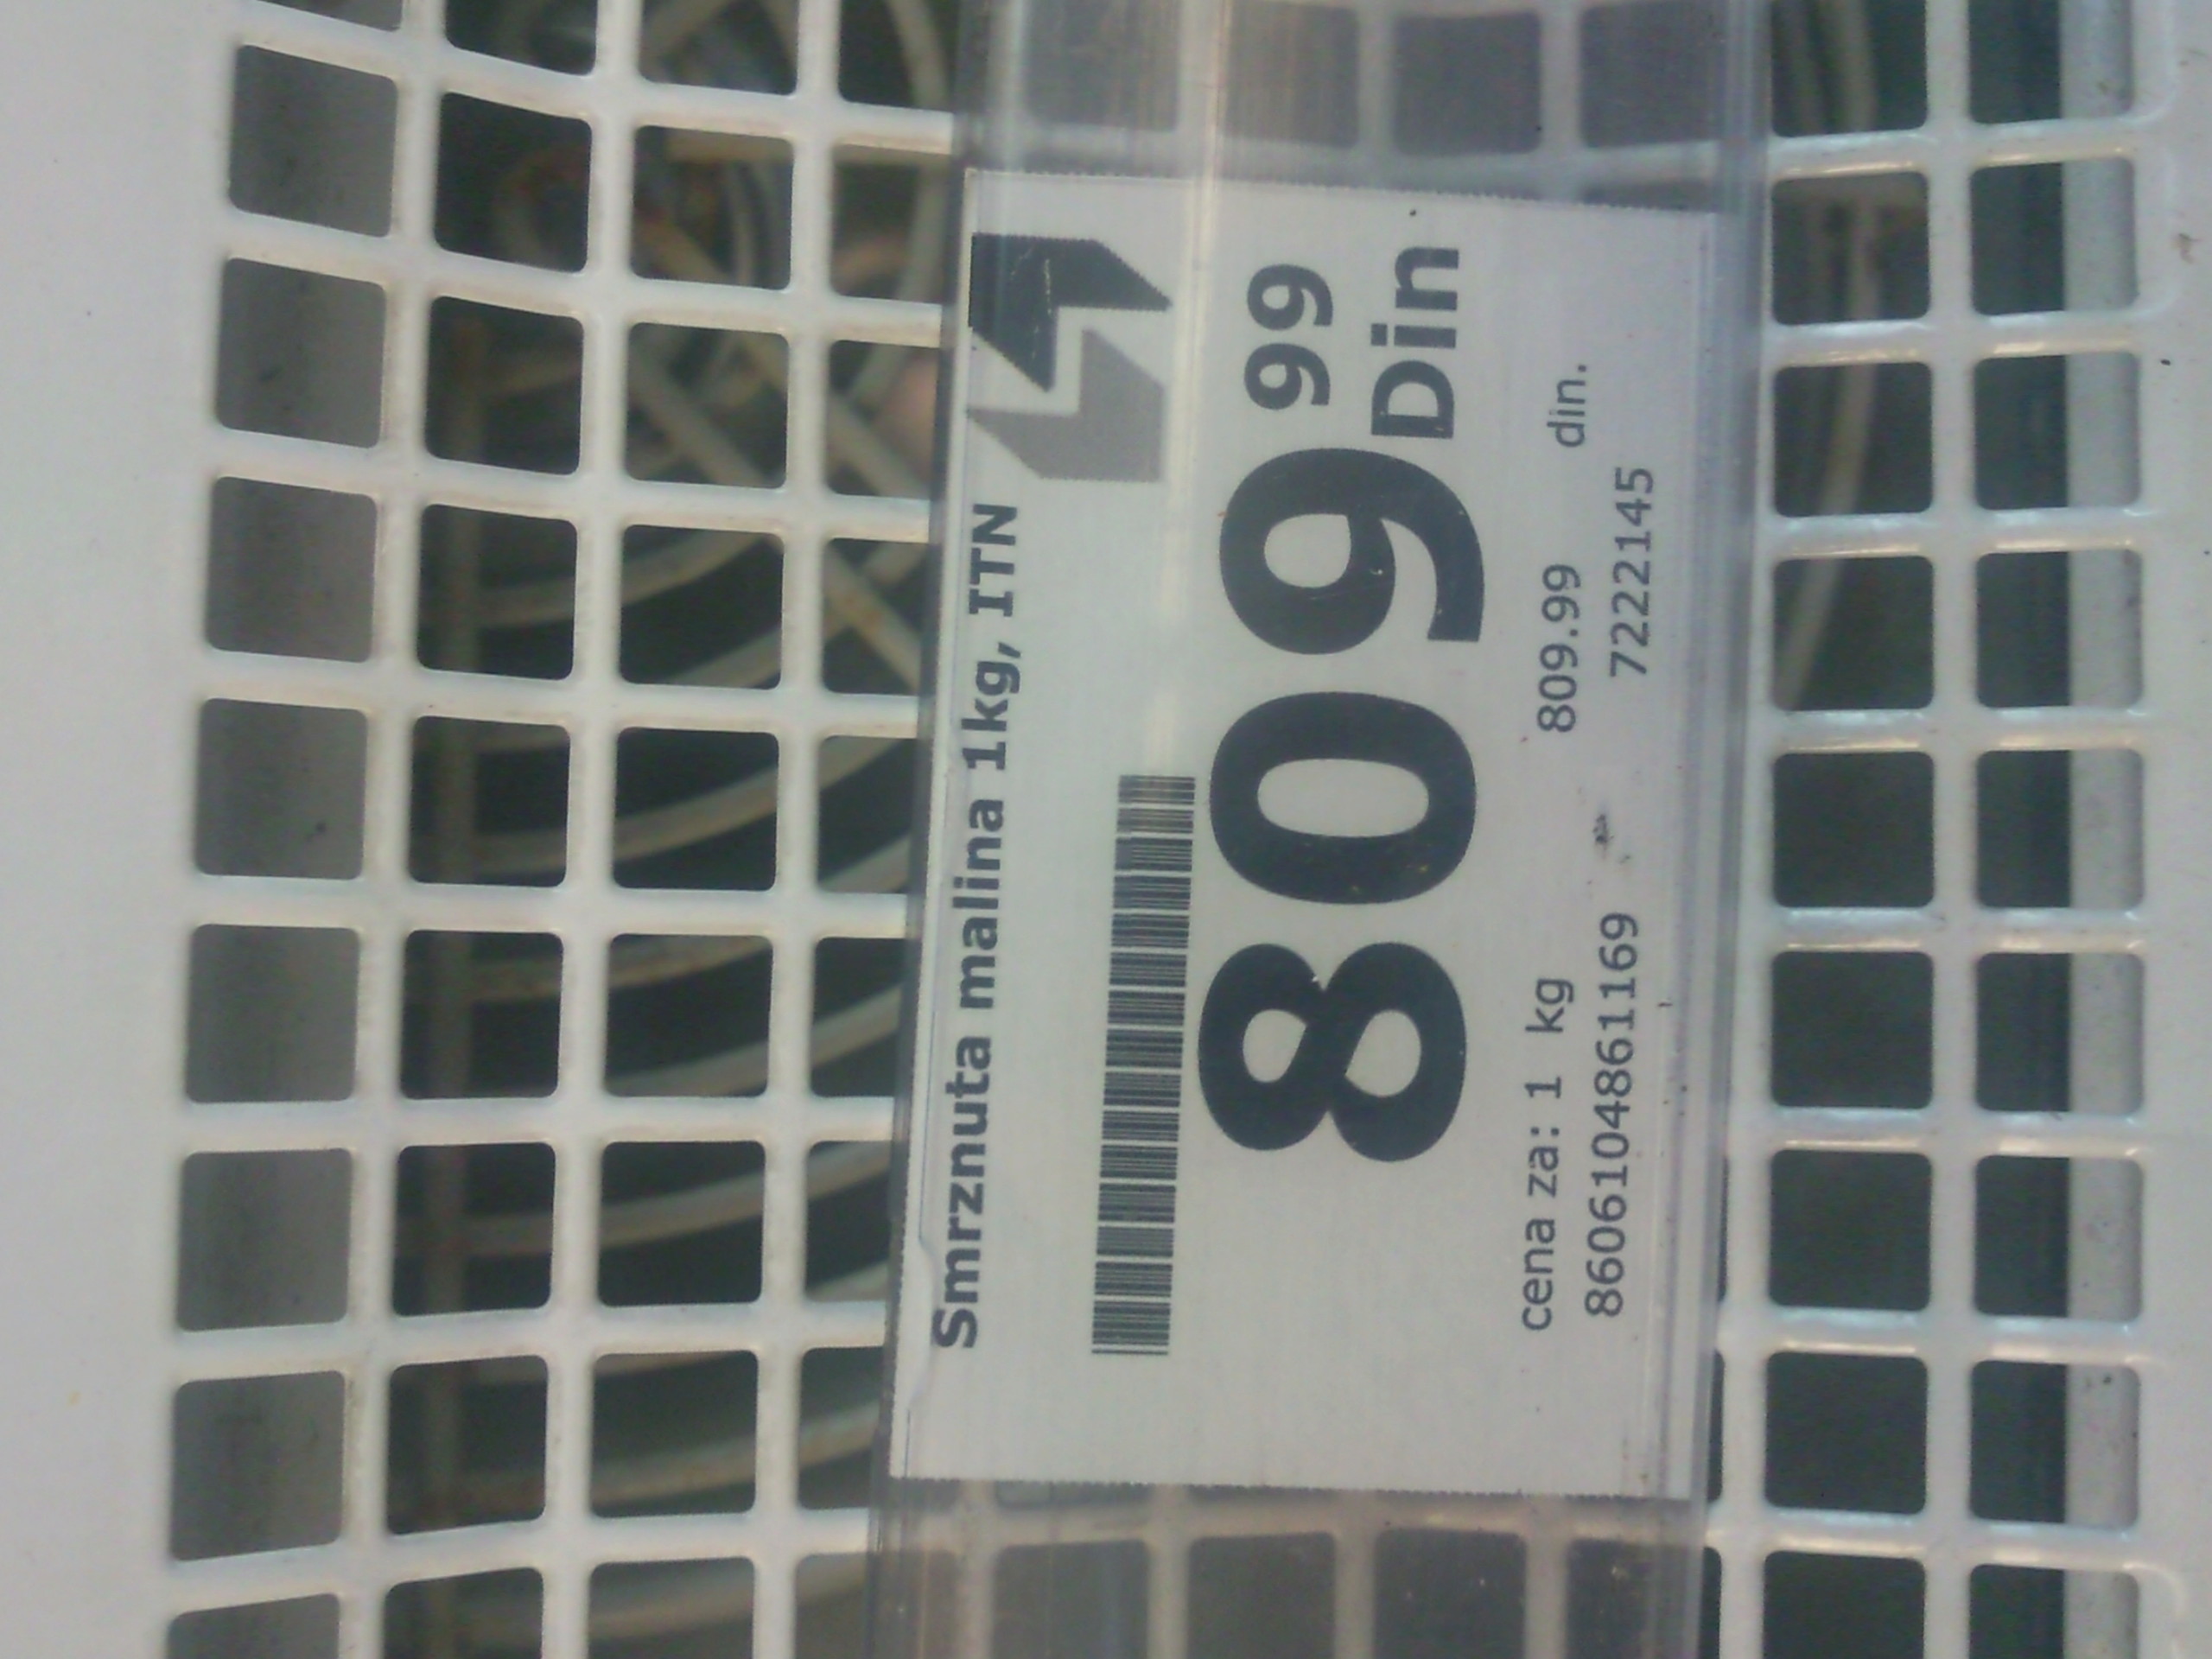 Smrznuta malina 1kg, ITN
809 99
Din
cena za: 1 kg 809.99 din.
8606104861169 7222145